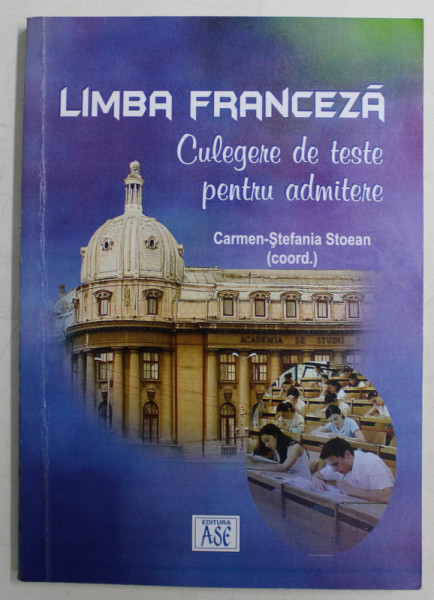 LIMBA FRANCEZĂ
Culegere de teste
pentru admitere
Carmen-Ştefania Stoean
(coord.)
ACADEMIA DE STUDII
EDITURA
ASE